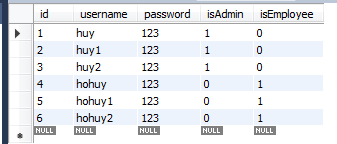 id username password isAdmin isEmployee
1 huy 123 1 0
2 huy1 123 1 0
3 huy2 123 1 0
4 hohuy 123 0 1
5 hohuy1 123 0 1
6 hohuy2 123 0 1
NULL NULL NULL NULL NULL